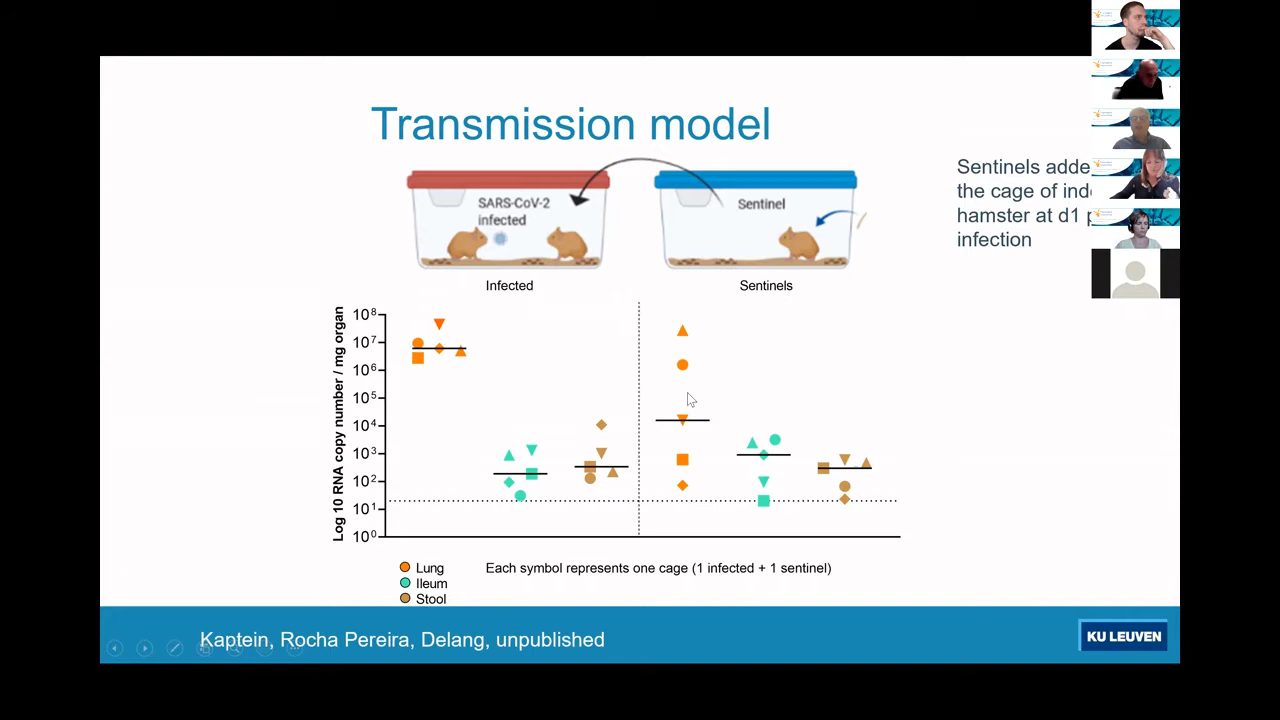 Transmission model
SARS-CoV-2
infected
Sentinel
Sentinels adde
the cage of ind
hamster at d1 p
infection
Infected
Sentinels
Log 10 RNA copy number / mg organ
10⁸
10⁷
10⁶
10⁵
10⁴
10³
10²
10¹
10⁰
Lung
Ileum
Stool
Each symbol represents one cage (1 infected + 1 sentinel)
Kaptein, Rocha Pereira, Delang, unpublished
KU LEUVEN